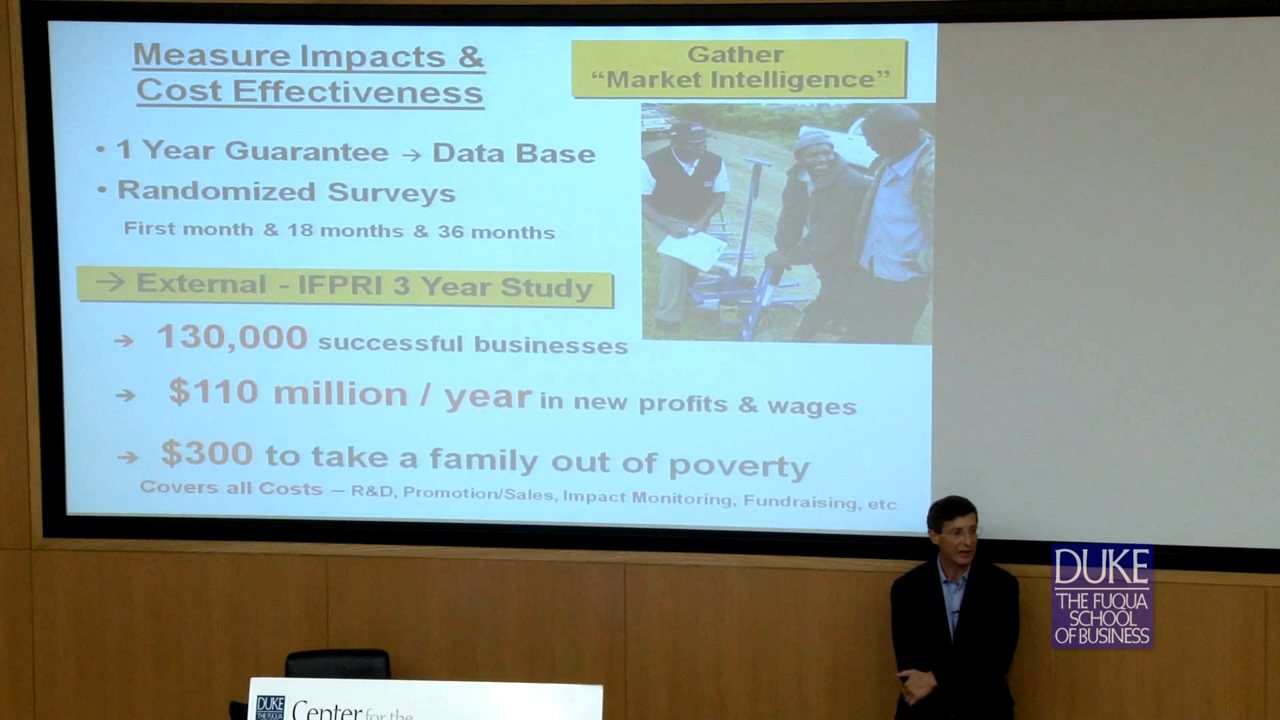 Measure Impacts &
Cost Effectiveness
Gather
“Market Intelligence”
• 1 Year Guarantee → Data Base
• Randomized Surveys
First month & 18 months & 36 months
→ External - IFPRI 3 Year Study
→ 130,000 successful businesses
→ $110 million / year in new profits & wages
→ $300 to take a family out of poverty
Covers all Costs – R&D, Promotion/Sales, Impact Monitoring, Fundraising, etc
DUKE
THE FUQUA
SCHOOL
OF BUSINESS
DUKE
THE FUQUA
Center for the